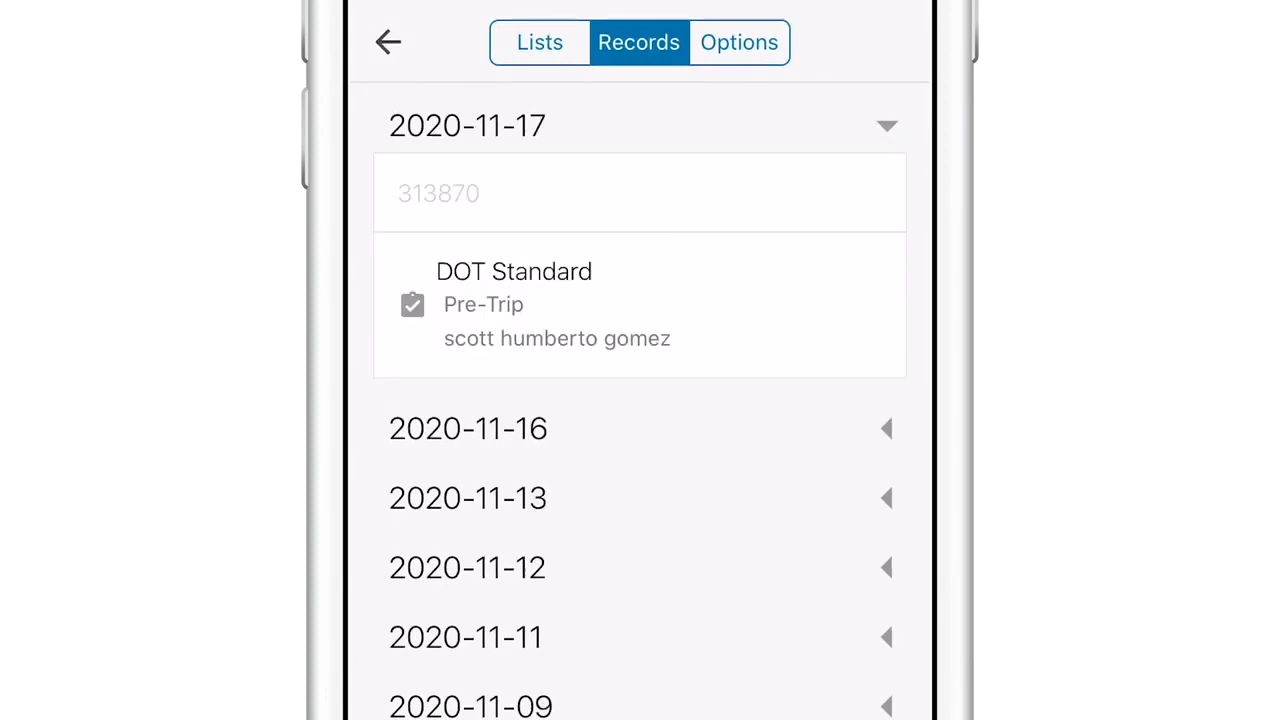 Lists Records Options
2020-11-17
313870
DOT Standard
Pre-Trip
scott humberto gomez
2020-11-16
2020-11-13
2020-11-12
2020-11-11
2020-11-09